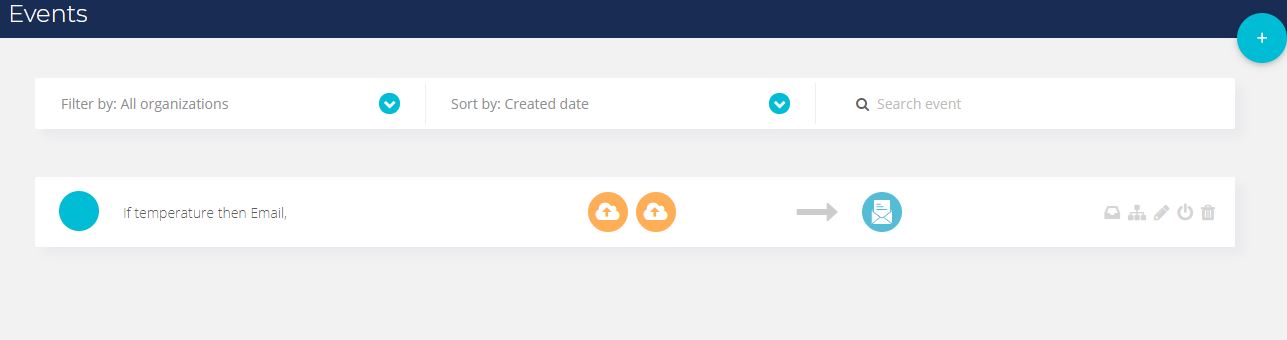 Events
+
Filter by: All organizations
Sort by: Created date
Search event
If temperature then Email,